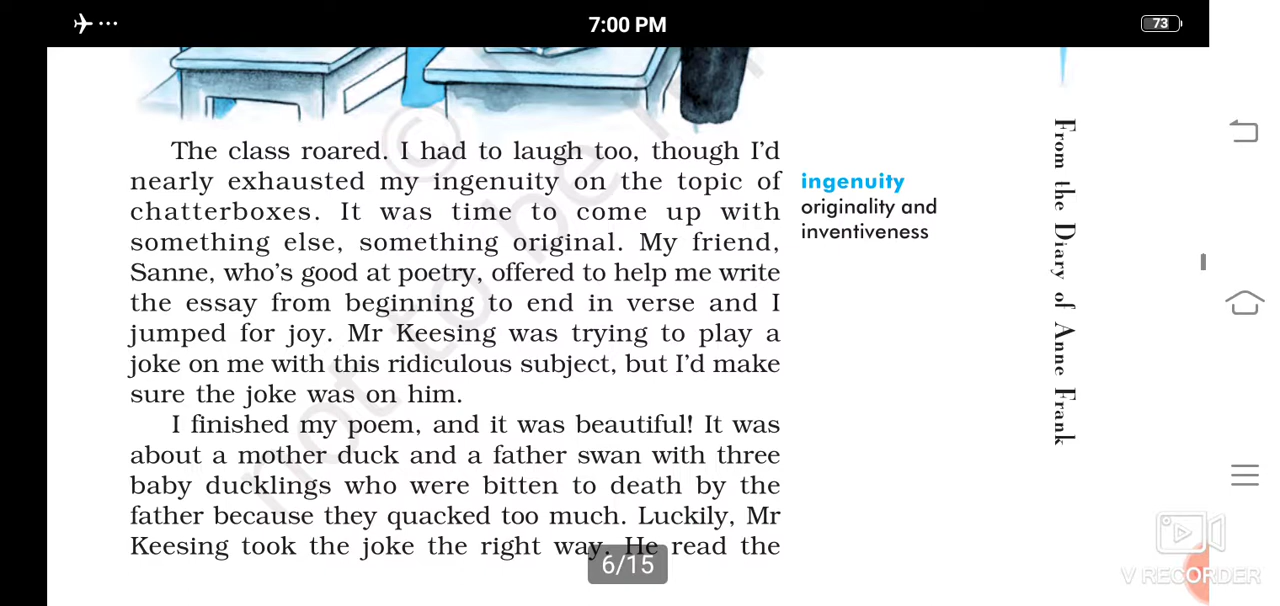 7:00 PM
73
The class roared. I had to laugh too, though I'd
nearly exhausted my ingenuity on the topic of
chatterboxes. It was time to come up with
something else, something original. My friend,
Sanne, who's good at poetry, offered to help me write
the essay from beginning to end in verse and I
jumped for joy. Mr Keesing was trying to play a
joke on me with this ridiculous subject, but I'd make
sure the joke was on him.
I finished my poem, and it was beautiful! It was
about a mother duck and a father swan with three
baby ducklings who were bitten to death by the
father because they quacked too much. Luckily, Mr
Keesing took the joke the right way. He read the
ingenuity
originality and
inventiveness
From the Diary of Anne Frank
not to be
©
6/15
V RECORDER